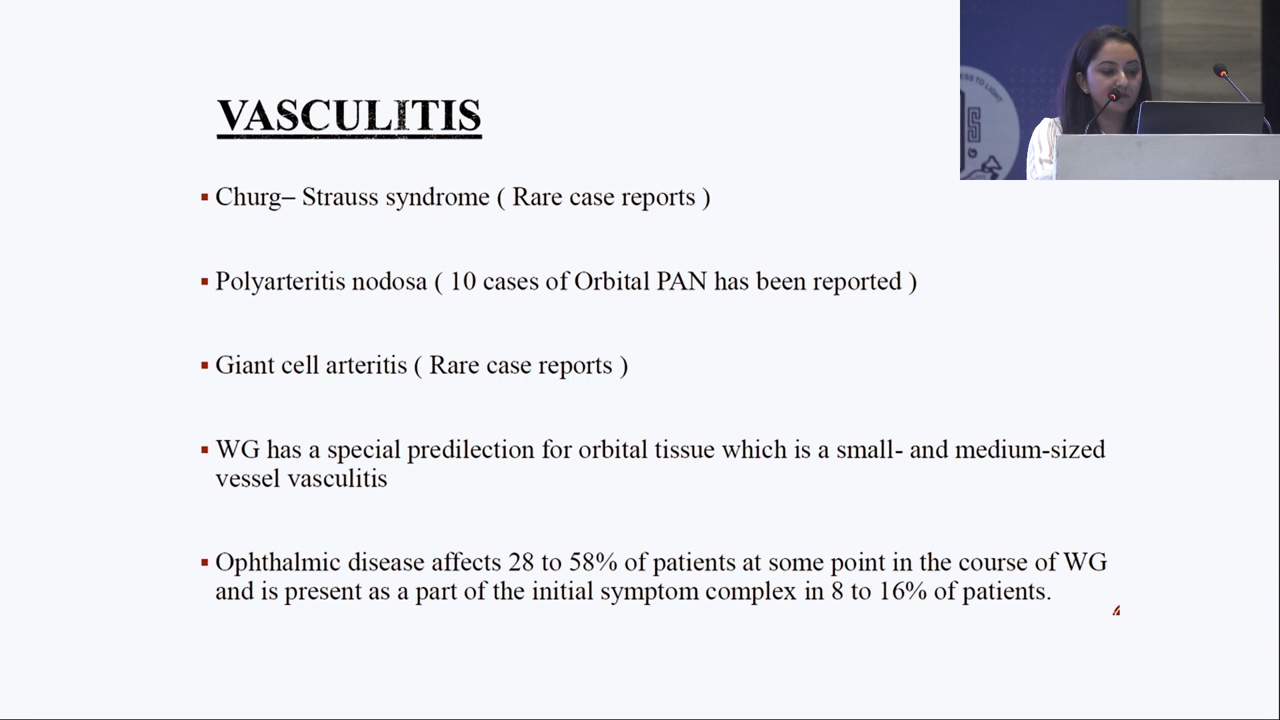 ESS TO LIGHT
VASCULITIS
▪ Churg– Strauss syndrome ( Rare case reports )
▪ Polyarteritis nodosa ( 10 cases of Orbital PAN has been reported )
▪ Giant cell arteritis ( Rare case reports )
▪ WG has a special predilection for orbital tissue which is a small- and medium-sized
vessel vasculitis
▪ Ophthalmic disease affects 28 to 58% of patients at some point in the course of WG
and is present as a part of the initial symptom complex in 8 to 16% of patients.